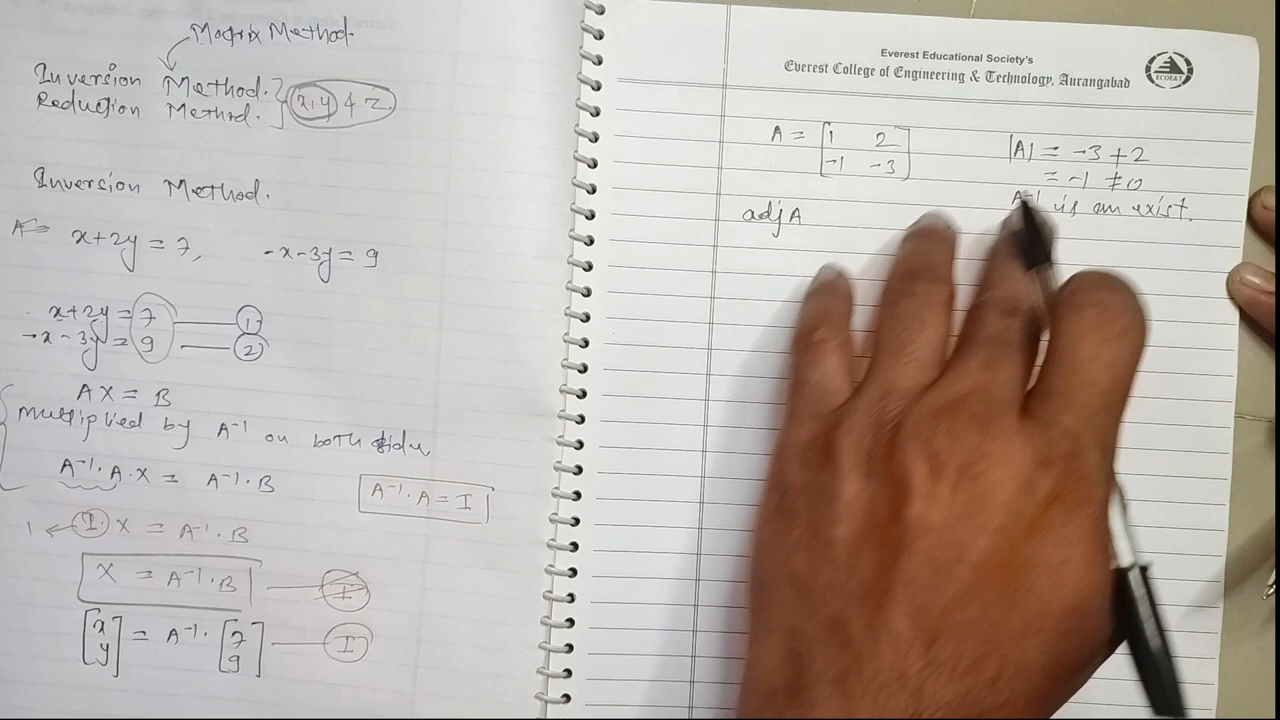 Matrix Method.
Inversion Method.
Reduction Method.
x, y & z
Inversion Method.
x+2y = 7, -x-3y = 9
x+2y = 7 — 1
-x-3y = 9 — 2
AX = B
multiplied by A⁻¹ on both side
A⁻¹. A. X = A⁻¹. B
A⁻¹. A = I
1 ← I. X = A⁻¹. B
X = A⁻¹. B — I
[x y] = A⁻¹. [7 9] — I
Everest Educational Society's
Everest College of Engineering & Technology, Aurangabad
ECOE&T
A = [1 2
-1 -3]
|A| = -3+2
= -1 ≠0
A⁻¹ is an exist.
adj A